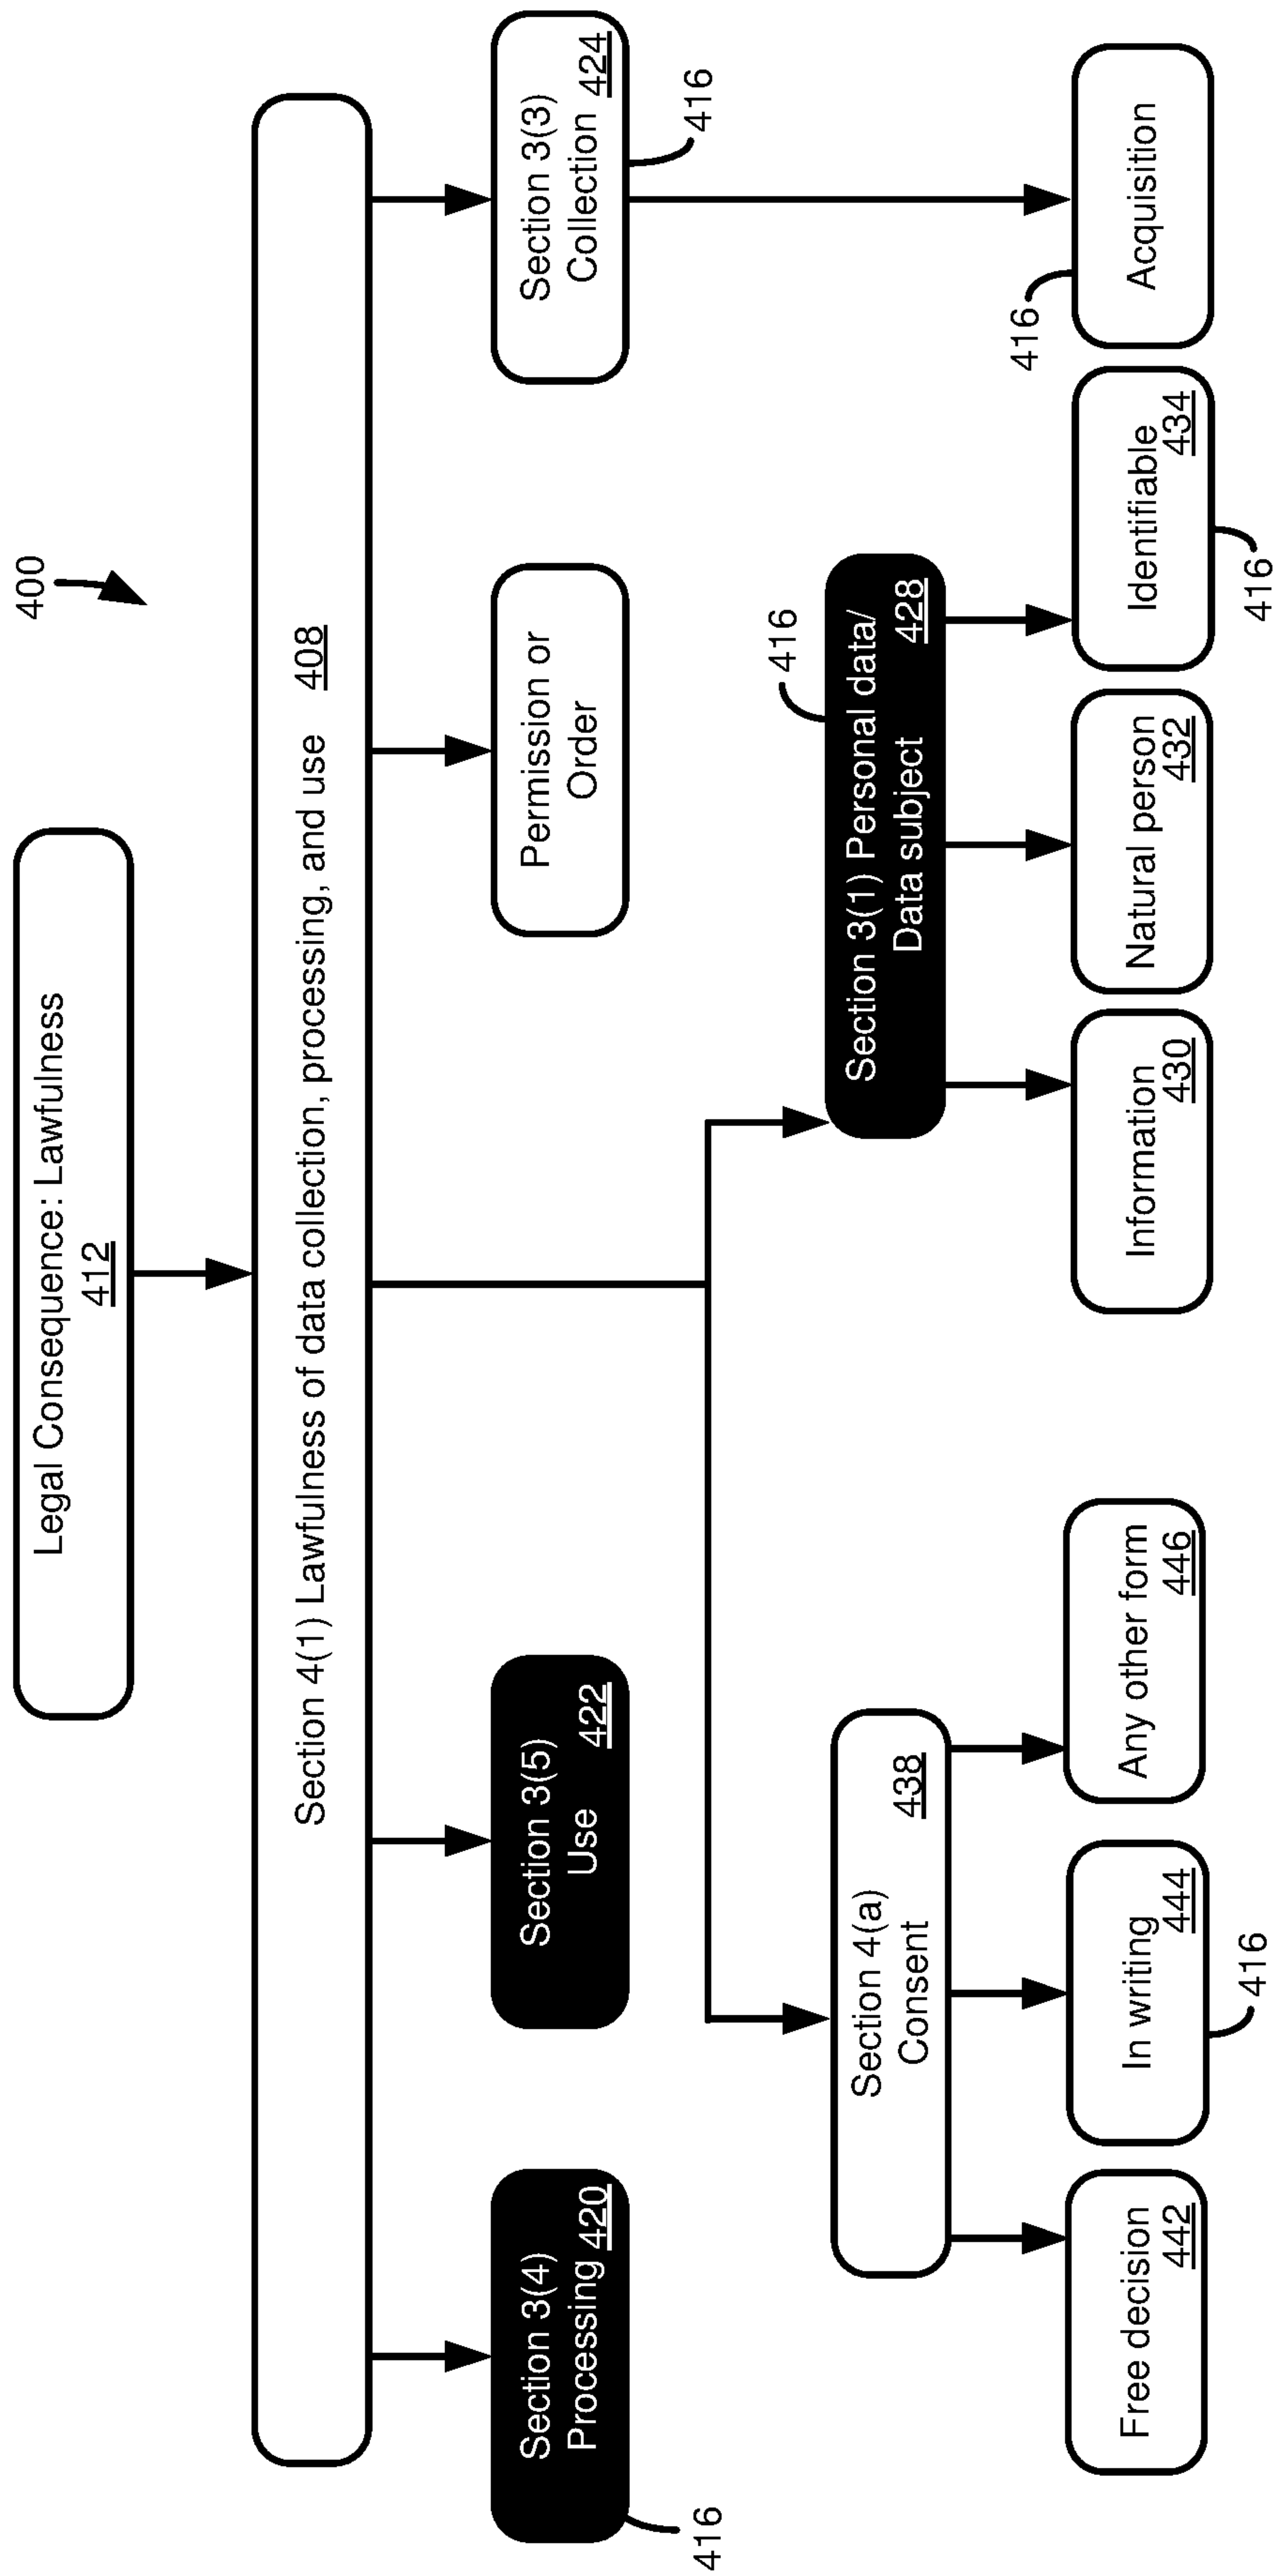 400
Legal Consequence: Lawfulness
412
Section 4(1) Lawfulness of data collection, processing, and use 408
Section 3(4)
Processing 420
416
Section 3(5)
Use 422
Permission or
Order
Section 3(3)
Collection 424
416
Section 4(a)
Consent 438
416
Section 3(1) Personal data/
Data subject 428
Free decision
442
In writing
444
416
Any other form
446
Information
430
Natural person
432
Identifiable
434
416
416
Acquisition